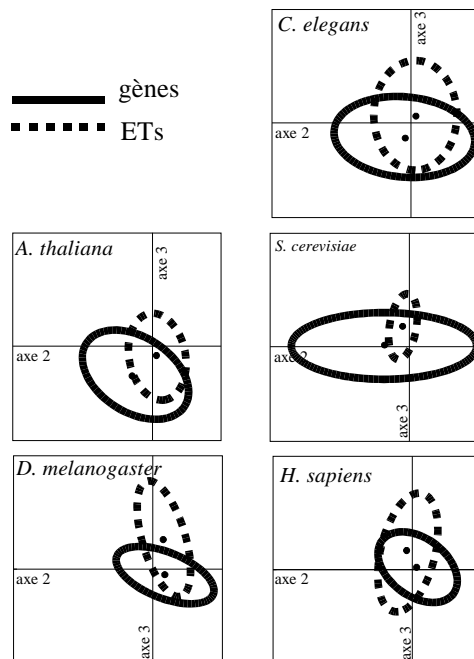 C. elegans
axe 3
gènes
ETs
axe 2
A. thaliana
axe 3
axe 2
S. cerevisiae
axe 2
axe 3
D. melanogaster
axe 2
axe 3
H. sapiens
axe 2
axe 3